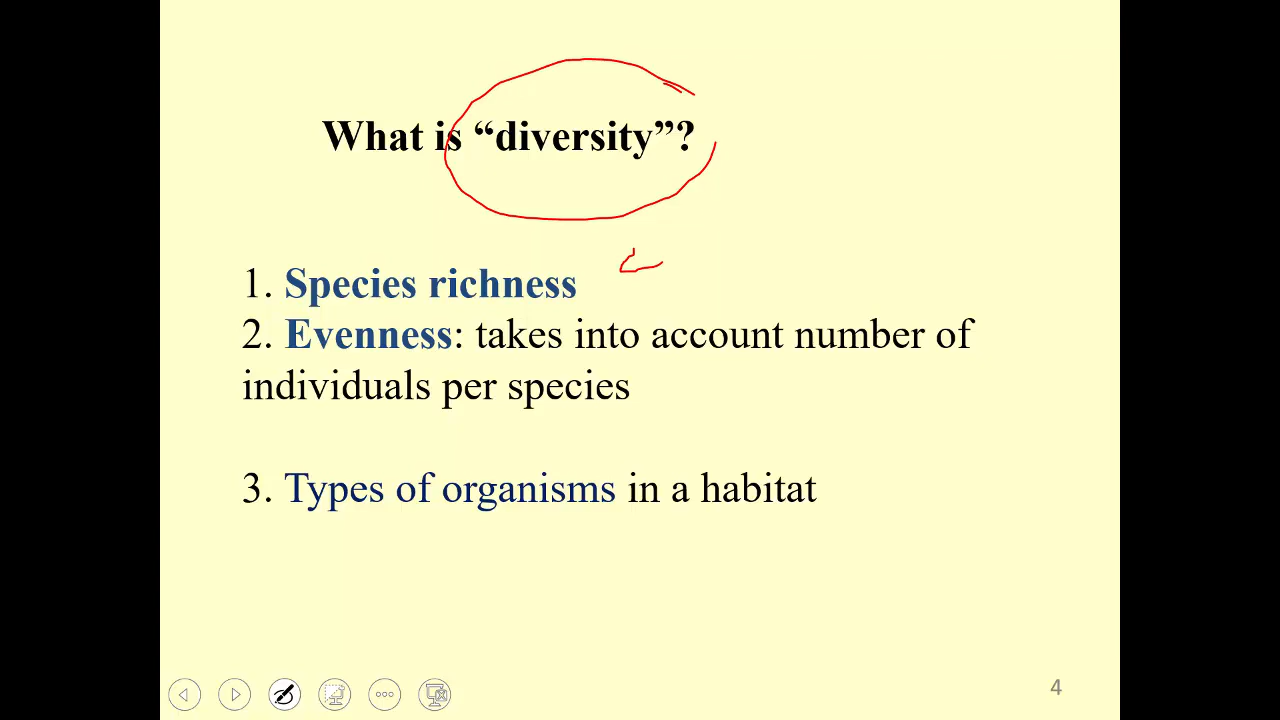 What is “diversity”?
1. Species richness
2. Evenness: takes into account number of
individuals per species
3. Types of organisms in a habitat
4